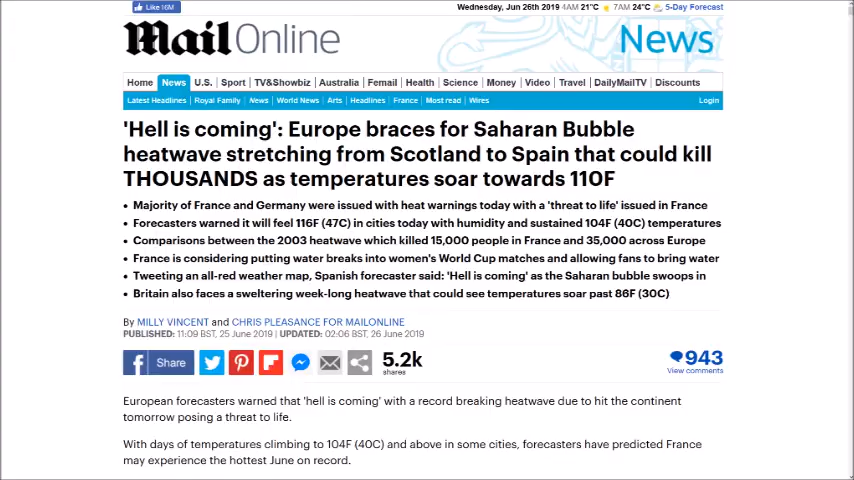 Like 16M
Wednesday, Jun 26th 2019 4AM 21°C 7AM 24°C 5-Day Forecast
Mail Online News
Home News U.S. Sport TV&Showbiz Australia Femail Health Science Money Video Travel DailyMailTV Discounts
Latest Headlines Royal Family News World News Arts Headlines France Most read Wires Login
'Hell is coming': Europe braces for Saharan Bubble
heatwave stretching from Scotland to Spain that could kill
THOUSANDS as temperatures soar towards 110F
• Majority of France and Germany were issued with heat warnings today with a 'threat to life' issued in France
• Forecasters warned it will feel 116F (47C) in cities today with humidity and sustained 104F (40C) temperatures
• Comparisons between the 2003 heatwave which killed 15,000 people in France and 35,000 across Europe
• France is considering putting water breaks into women's World Cup matches and allowing fans to bring water
• Tweeting an all-red weather map, Spanish forecaster said: 'Hell is coming' as the Saharan bubble swoops in
• Britain also faces a sweltering week-long heatwave that could see temperatures soar past 86F (30C)
By MILLY VINCENT and CHRIS PLEASANCE FOR MAILONLINE
PUBLISHED: 11:09 BST, 25 June 2019 | UPDATED: 02:06 BST, 26 June 2019
Share 5.2k shares 943 View comments
European forecasters warned that 'hell is coming' with a record breaking heatwave due to hit the continent
tomorrow posing a threat to life.
With days of temperatures climbing to 104F (40C) and above in some cities, forecasters have predicted France
may experience the hottest June on record.